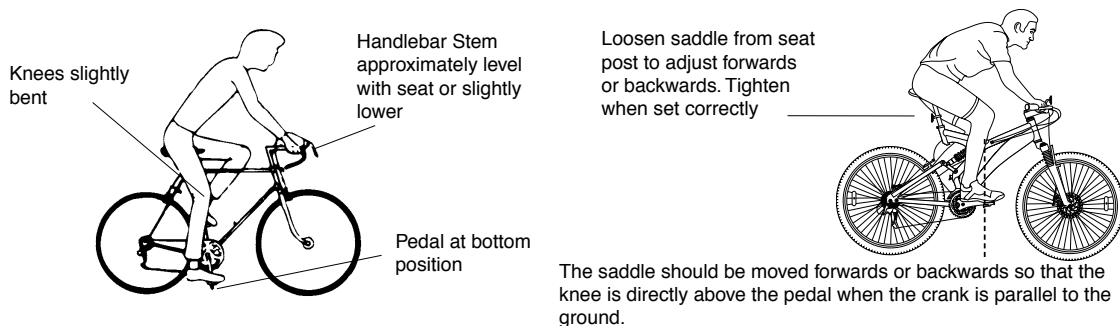 Knees slightly
bent
Handlebar Stem
approximately level
with seat or slightly
lower
Pedal at bottom
position
Loosen saddle from seat
post to adjust forwards
or backwards. Tighten
when set correctly
The saddle should be moved forwards or backwards so that the
knee is directly above the pedal when the crank is parallel to the
ground.